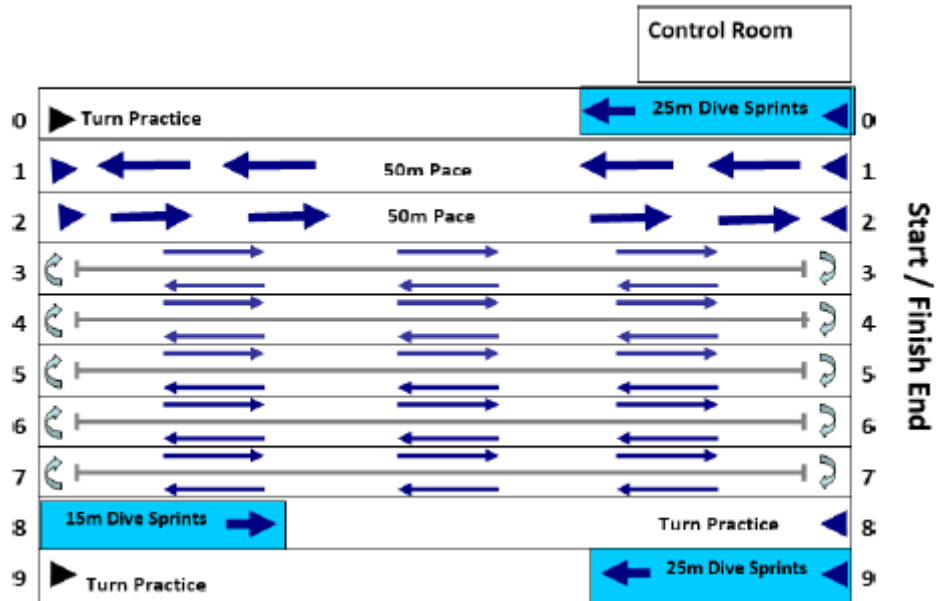 Control Room
0 Turn Practice 25m Dive Sprints 0
1 50m Pace 1
2 50m Pace 2
3 3
4 4
5 5
6 6
7 7
8 15m Dive Sprints Turn Practice 8
9 Turn Practice 25m Dive Sprints 9
Start / Finish End